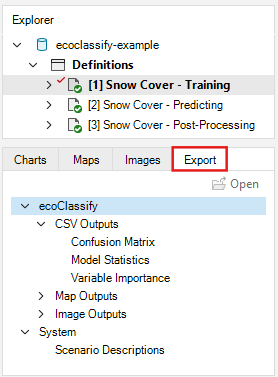 Explorer
ecoclassify-example
Definitions
[1] Snow Cover - Training
[2] Snow Cover - Predicting
[3] Snow Cover - Post-Processing
Charts Maps Images Export
Open
ecoClassify
CSV Outputs
Confusion Matrix
Model Statistics
Variable Importance
Map Outputs
Image Outputs
System
Scenario Descriptions